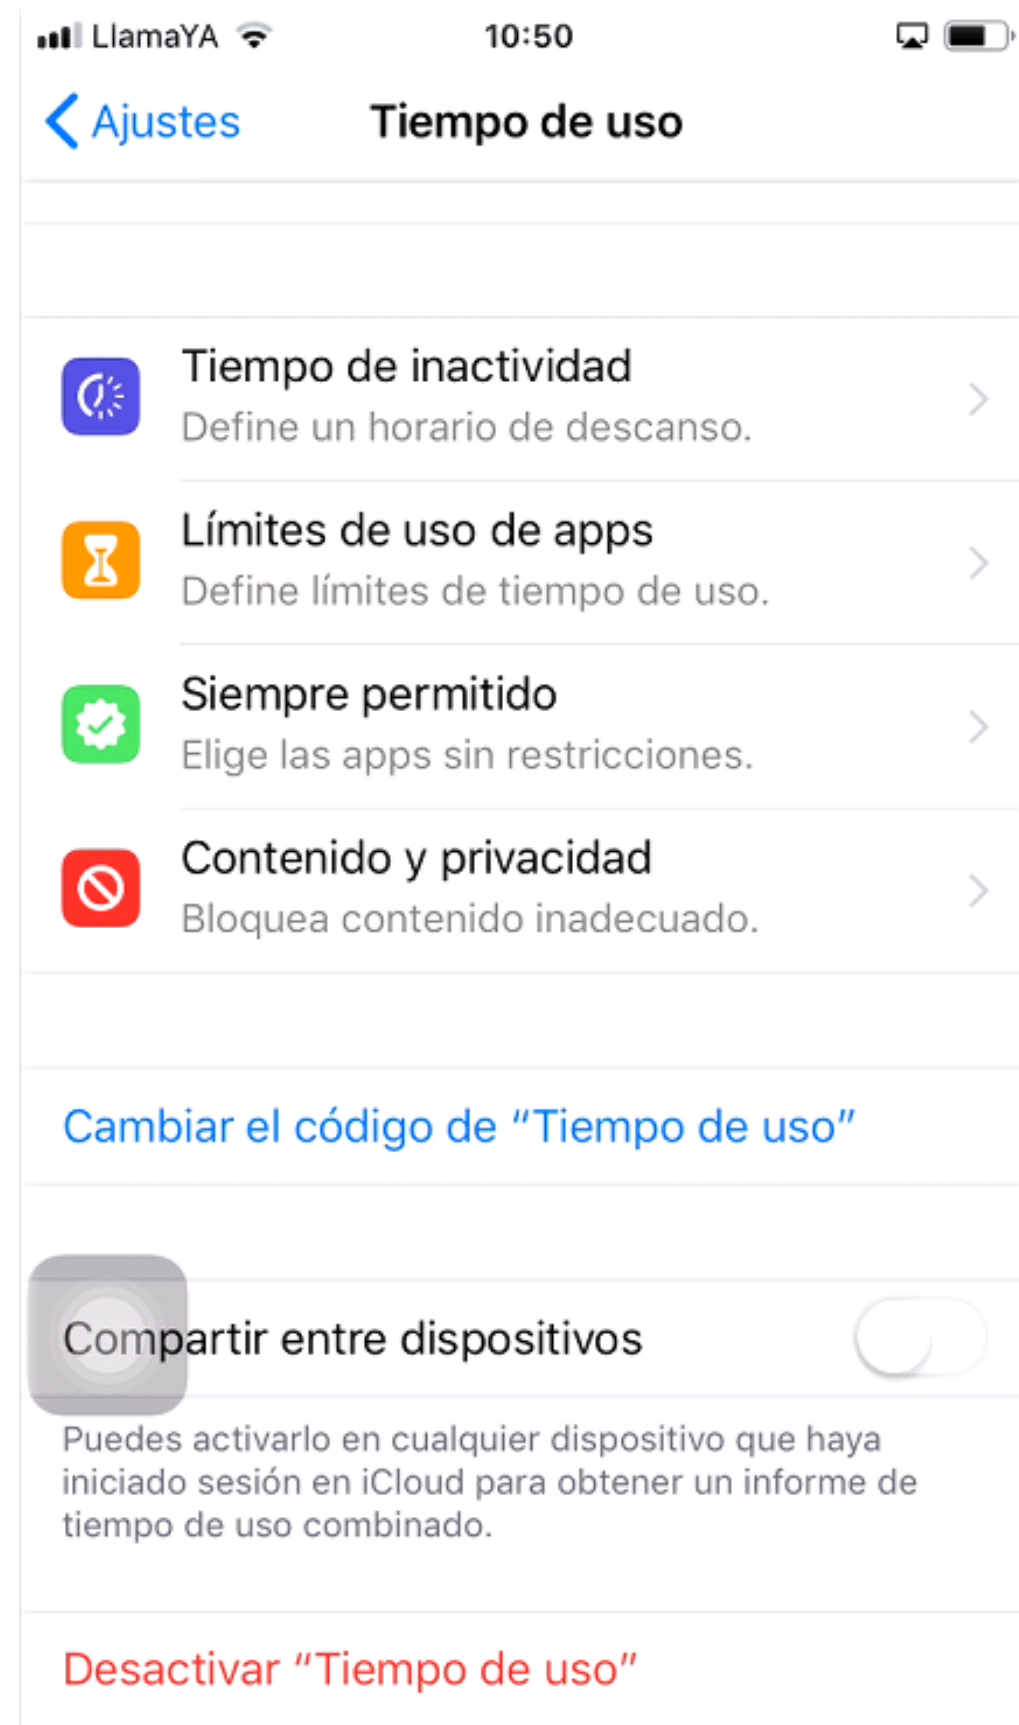 LlamaYA
10:50
Ajustes
Tiempo de uso
Tiempo de inactividad
Define un horario de descanso.
Límites de uso de apps
Define límites de tiempo de uso.
Siempre permitido
Elige las apps sin restricciones.
Contenido y privacidad
Bloquea contenido inadecuado.
Cambiar el código de “Tiempo de uso”
Compartir entre dispositivos
Puedes activarlo en cualquier dispositivo que haya
iniciado sesión en iCloud para obtener un informe de
tiempo de uso combinado.
Desactivar “Tiempo de uso”